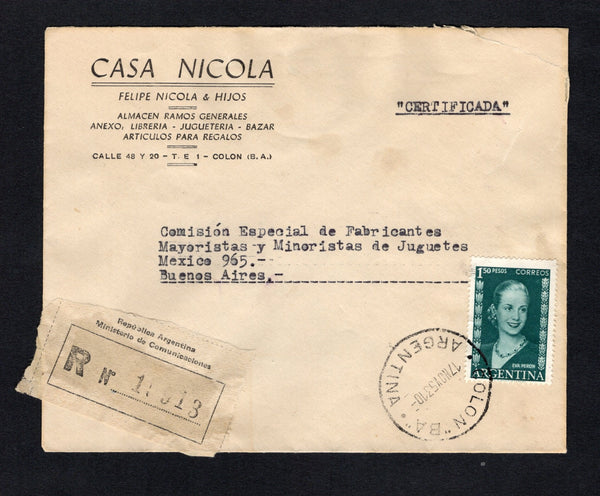 CASA NICOLA
FELIPE NICOLA & HIJOS
ALMACEN RAMOS GENERALES
ANEXO: LIBRERIA - JUGUETERIA - BAZAR
ARTICULOS PARA REGALOS
CALLE 48 Y 20 - T. E 1 - COLON (B.A.)
"CERTIFICADA"
Comisión Especial de Fabricantes
Mayoristas y Minoristas de Juguetes
Mexico 965.--
Buenos Aires.-
1.50 PESOS CORREOS
EVA PERON
ARGENTINA
República Argentina
Ministerio de Comunicaciones
R Nº
COLON "BA"
ARGENTINA